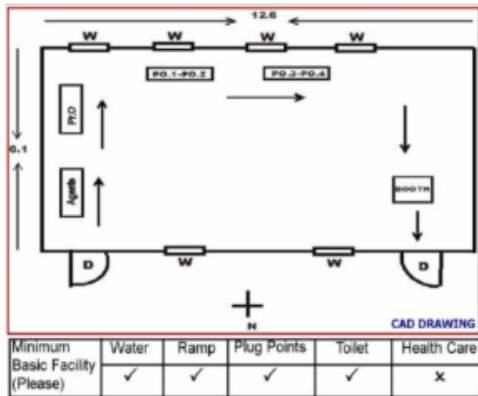 12.6
W W W W
PO.1-PO.2 PO.3-PO.4
Pr.O
6.1
Agents
BOOTH
D W W D
N
CAD DRAWING
Minimum Basic Facility (Please) Water Ramp Plug Points Toilet Health Care
✓ ✓ ✓ ✓ x